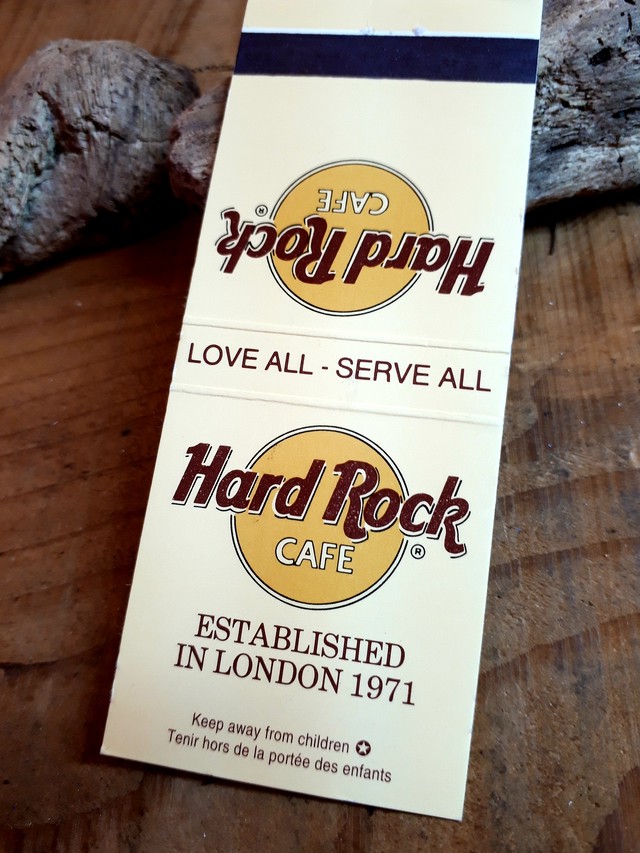 Hard Rock
CAFE
®
LOVE ALL - SERVE ALL
Hard Rock
CAFE ®
ESTABLISHED
IN LONDON 1971
Keep away from children
Tenir hors de la portée des enfants